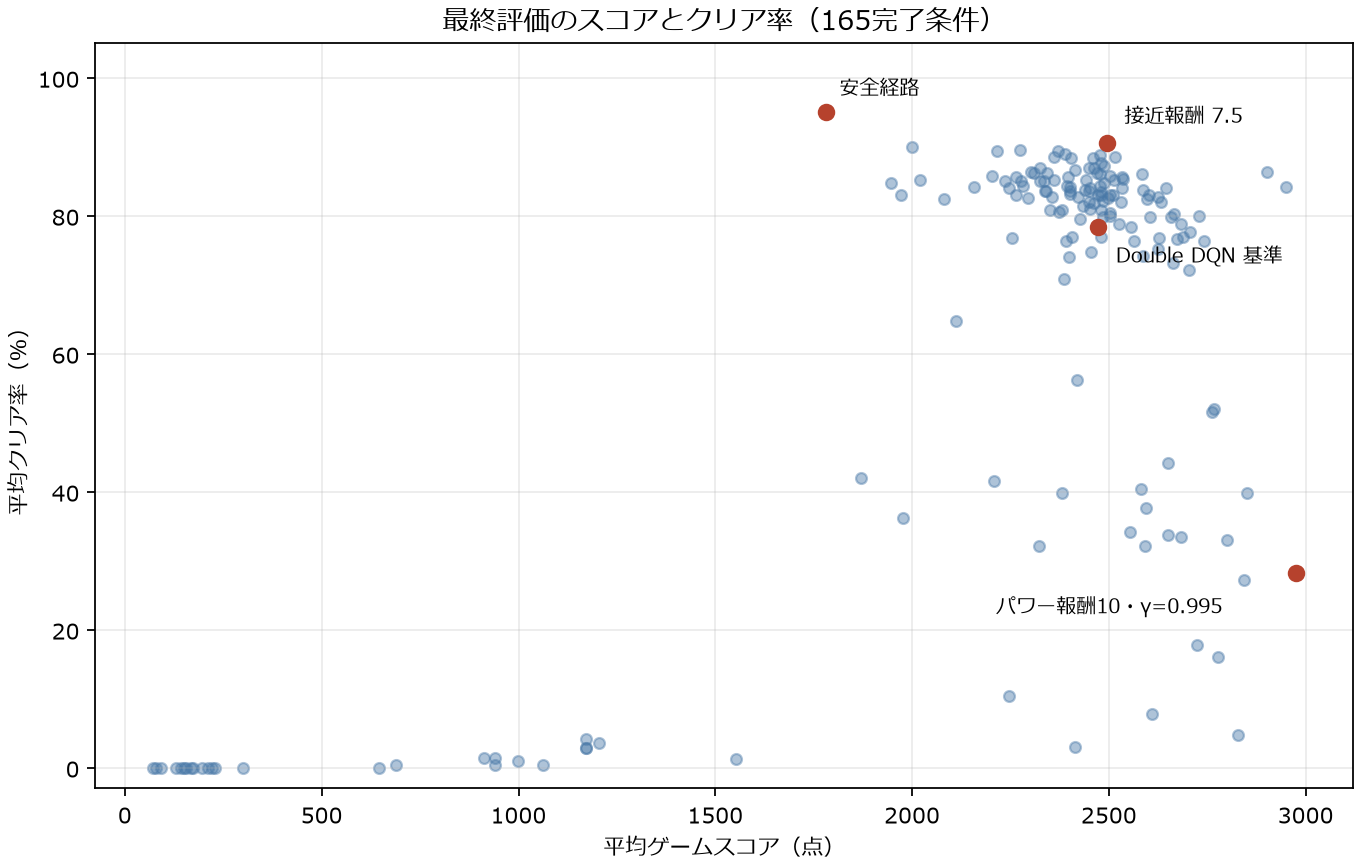 最終評価のスコアとクリア率（165完了条件）
平均クリア率（%）
100
80
60
40
20
0
安全経路
接近報酬 7.5
Double DQN 基準
パワー報酬10・γ=0.995
0 500 1000 1500 2000 2500 3000
平均ゲームスコア（点）